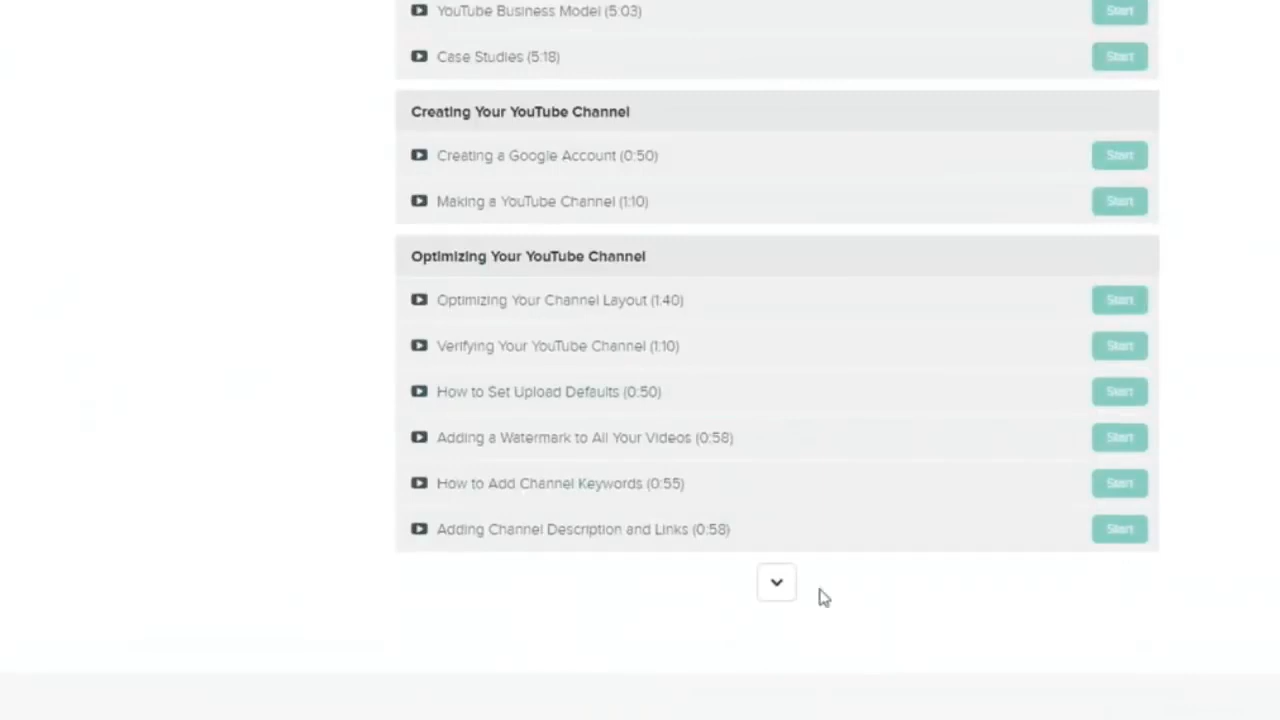 YouTube Business Model (5:03)
Start
Case Studies (5:18)
Start
Creating Your YouTube Channel
Creating a Google Account (0:50)
Start
Making a YouTube Channel (1:10)
Start
Optimizing Your YouTube Channel
Optimizing Your Channel Layout (1:40)
Start
Verifying Your YouTube Channel (1:10)
Start
How to Set Upload Defaults (0:50)
Start
Adding a Watermark to All Your Videos (0:58)
Start
How to Add Channel Keywords (0:55)
Start
Adding Channel Description and Links (0:58)
Start